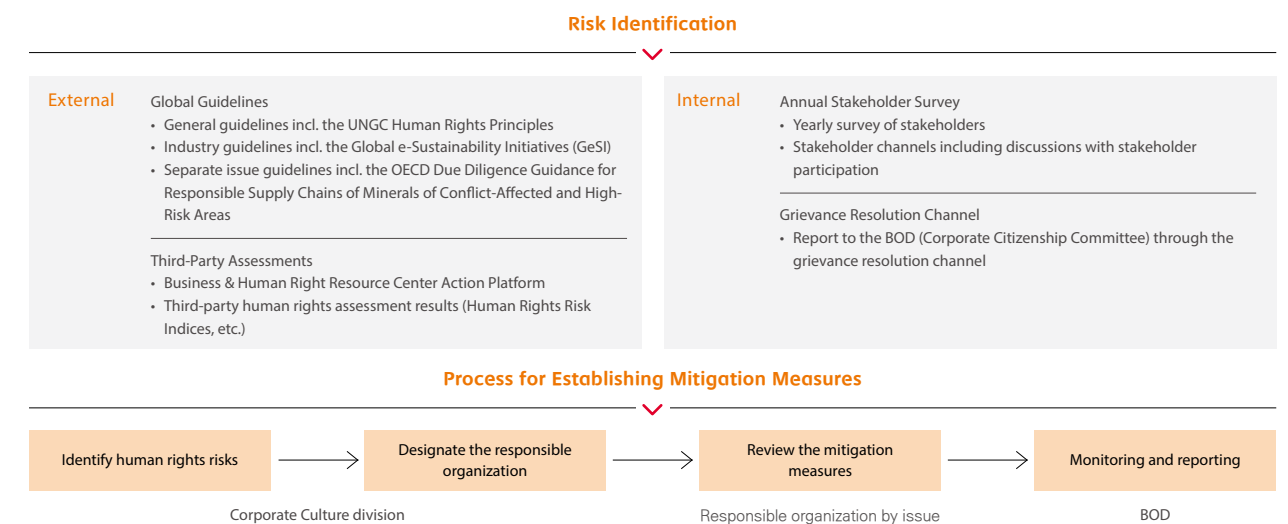 Risk Identification
External
Global Guidelines
• General guidelines incl. the UNGC Human Rights Principles
• Industry guidelines incl. the Global e-Sustainability Initiatives (GeSI)
• Separate issue guidelines incl. the OECD Due Diligence Guidance for
Responsible Supply Chains of Minerals of Conflict-Affected and High-
Risk Areas
Third-Party Assessments
• Business & Human Right Resource Center Action Platform
• Third-party human rights assessment results (Human Rights Risk
Indices, etc.)
Internal
Annual Stakeholder Survey
• Yearly survey of stakeholders
• Stakeholder channels including discussions with stakeholder
participation
Grievance Resolution Channel
• Report to the BOD (Corporate Citizenship Committee) through the
grievance resolution channel
Process for Establishing Mitigation Measures
Identify human rights risks
Designate the responsible
organization
Review the mitigation
measures
Monitoring and reporting
Corporate Culture division
Responsible organization by issue
BOD